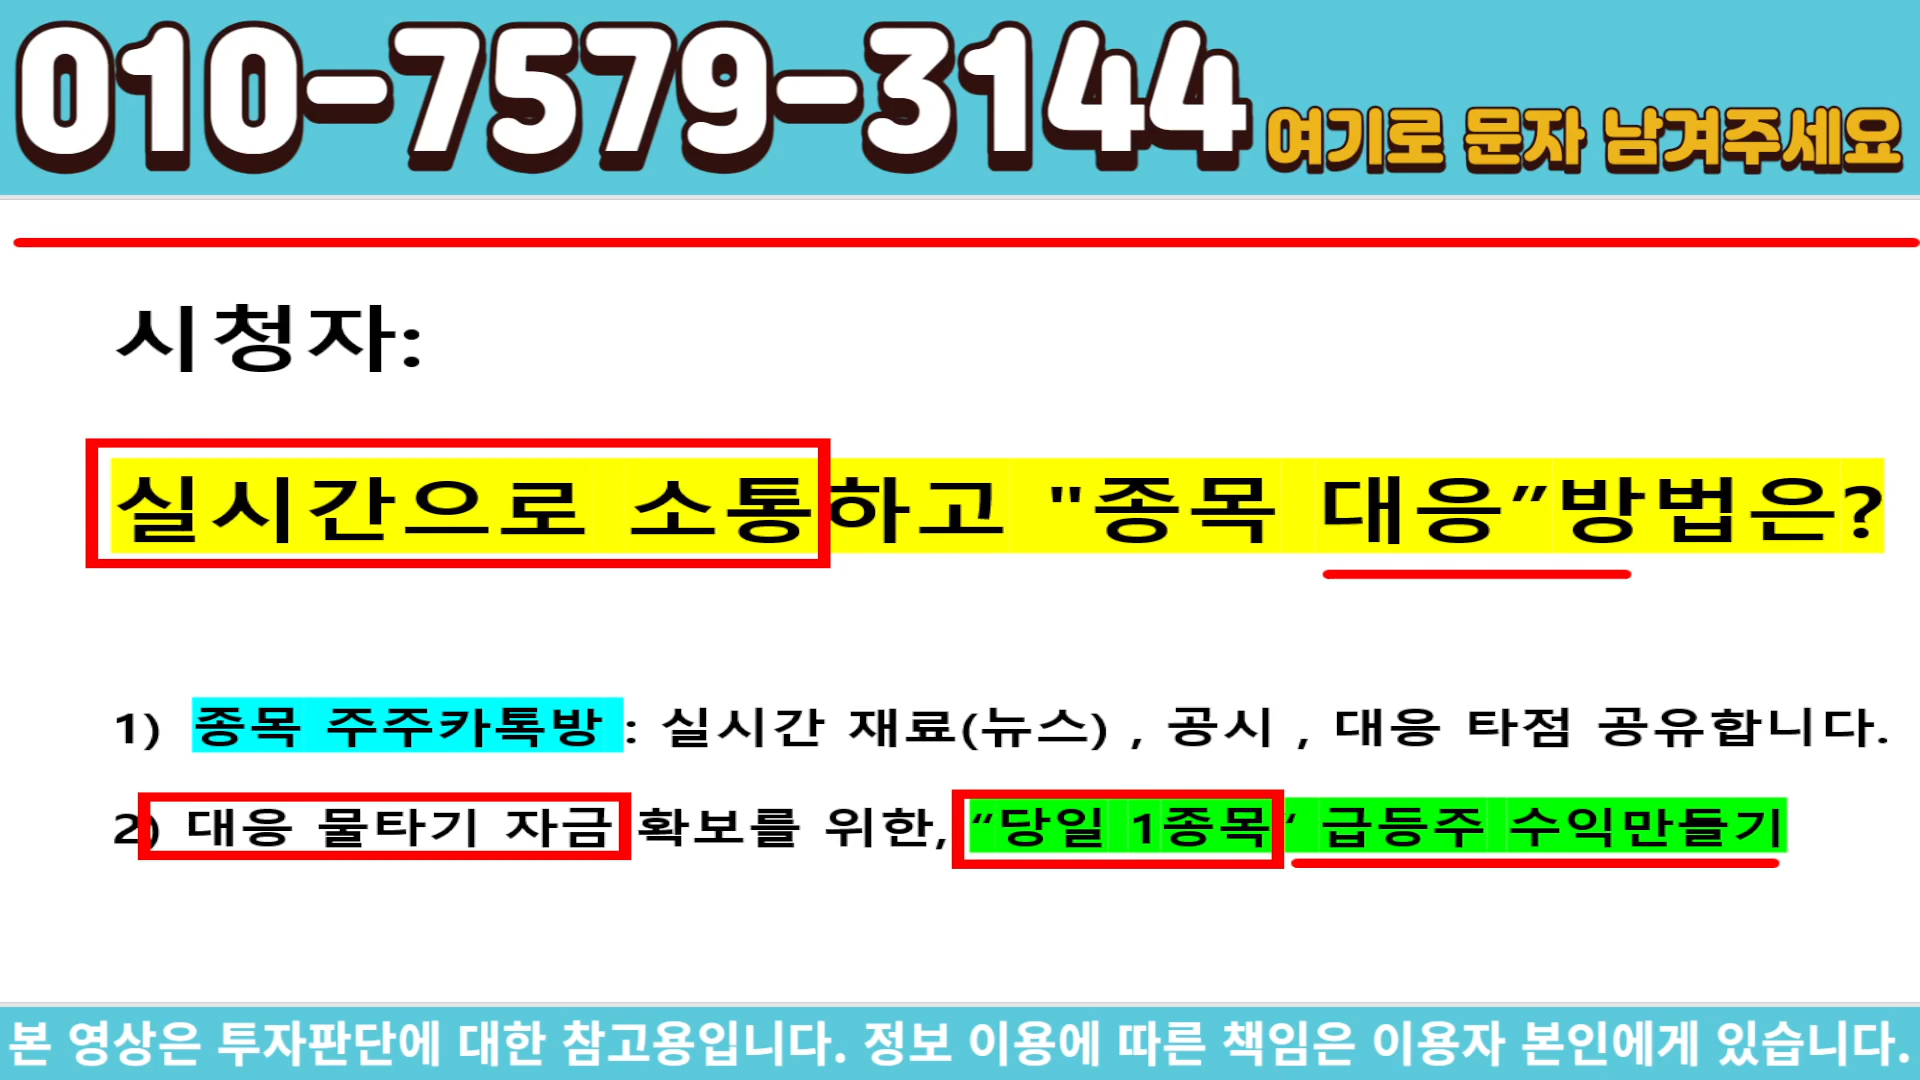 010-7579-3144 여기로 문자 남겨주세요
시청자:
실시간으로 소통하고 "종목 대응”방법은?
1) 종목 주주카톡방 : 실시간 재료(뉴스) , 공시 , 대응 타점 공유합니다.
2) 대응 물타기 자금 확보를 위한, “당일 1종목“ 급등주 수익만들기
본 영상은 투자판단에 대한 참고용입니다. 정보 이용에 따른 책임은 이용자 본인에게 있습니다.